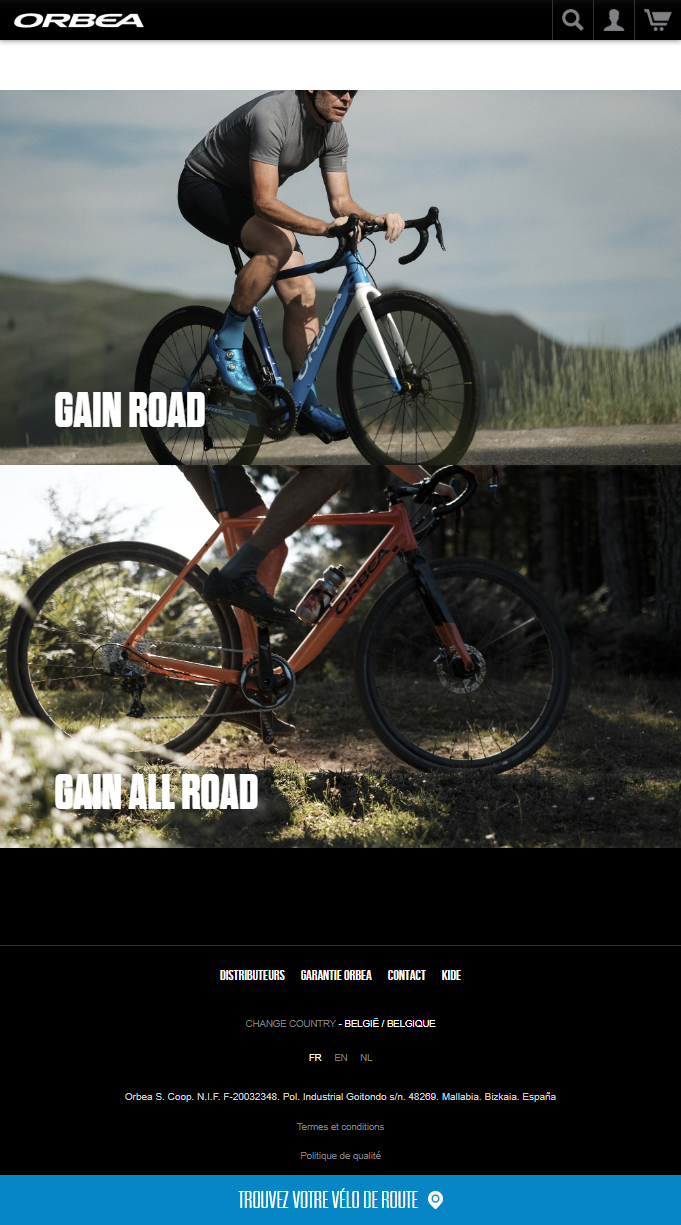 ORBEA
GAIN ROAD
ORBEA
GAIN ALL ROAD
DISTRIBUTEURS GARANTIE ORBEA CONTACT KIDE
CHANGE COUNTRY - BELGIË / BELGIQUE
FR EN NL
Orbea S. Coop. N.I.F. F-20032348. Pol. Industrial Goitondo s/n. 48269. Mallabia. Bizkaia. España
Termes et conditions
Politique de qualité
TROUVEZ VOTRE VÉLO DE ROUTE